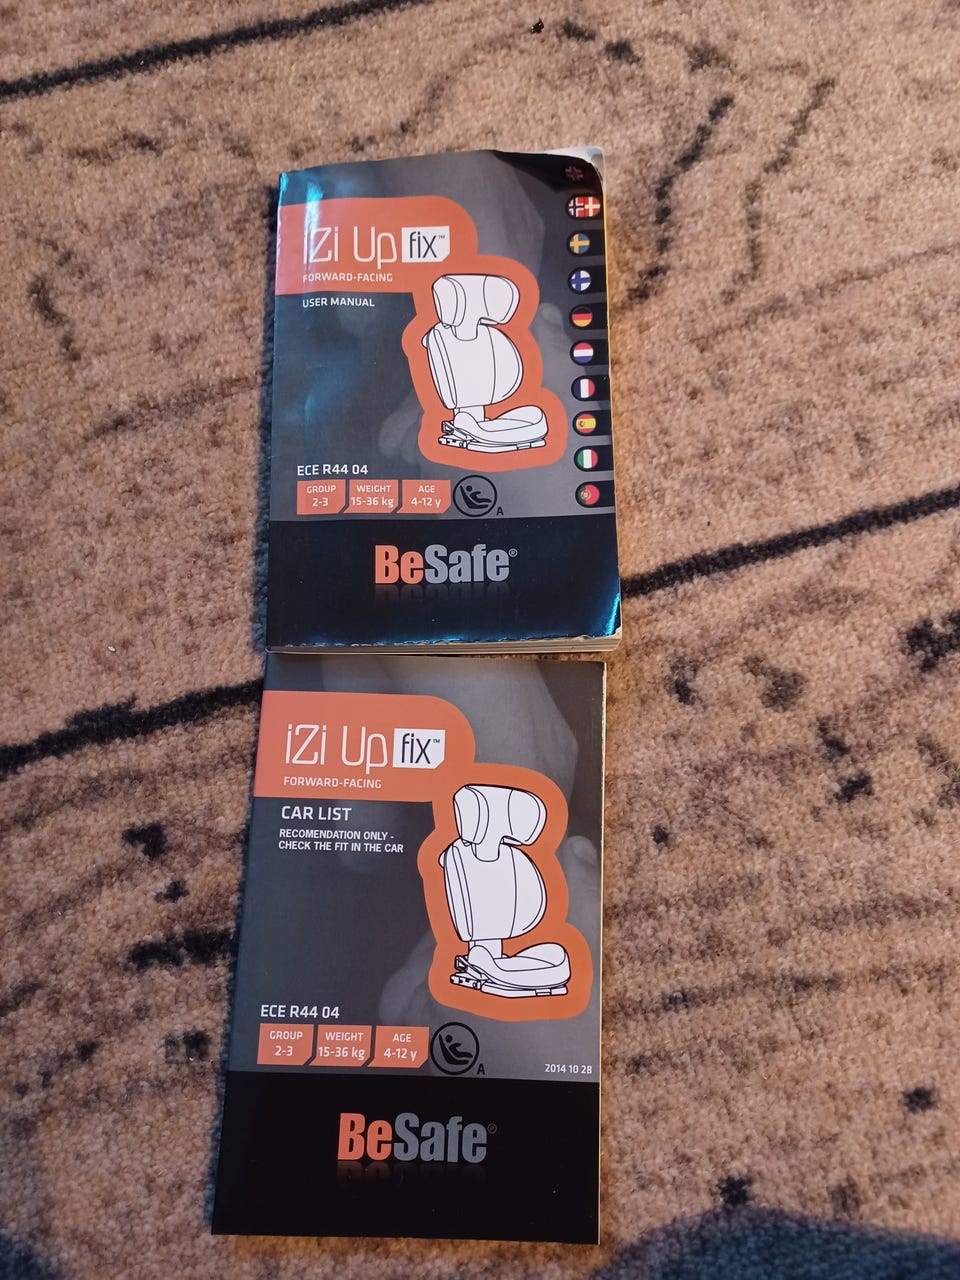 iZi Up fix™
FORWARD-FACING
USER MANUAL
ECE R44 04
GROUP
2-3
WEIGHT
15-36 kg
AGE
4-12 y
A
BeSafe®
iZi Up fix™
FORWARD-FACING
CAR LIST
RECOMENDATION ONLY -
CHECK THE FIT IN THE CAR
ECE R44 04
GROUP
2-3
WEIGHT
15-36 kg
AGE
4-12 y
A
2014 10 28
BeSafe®